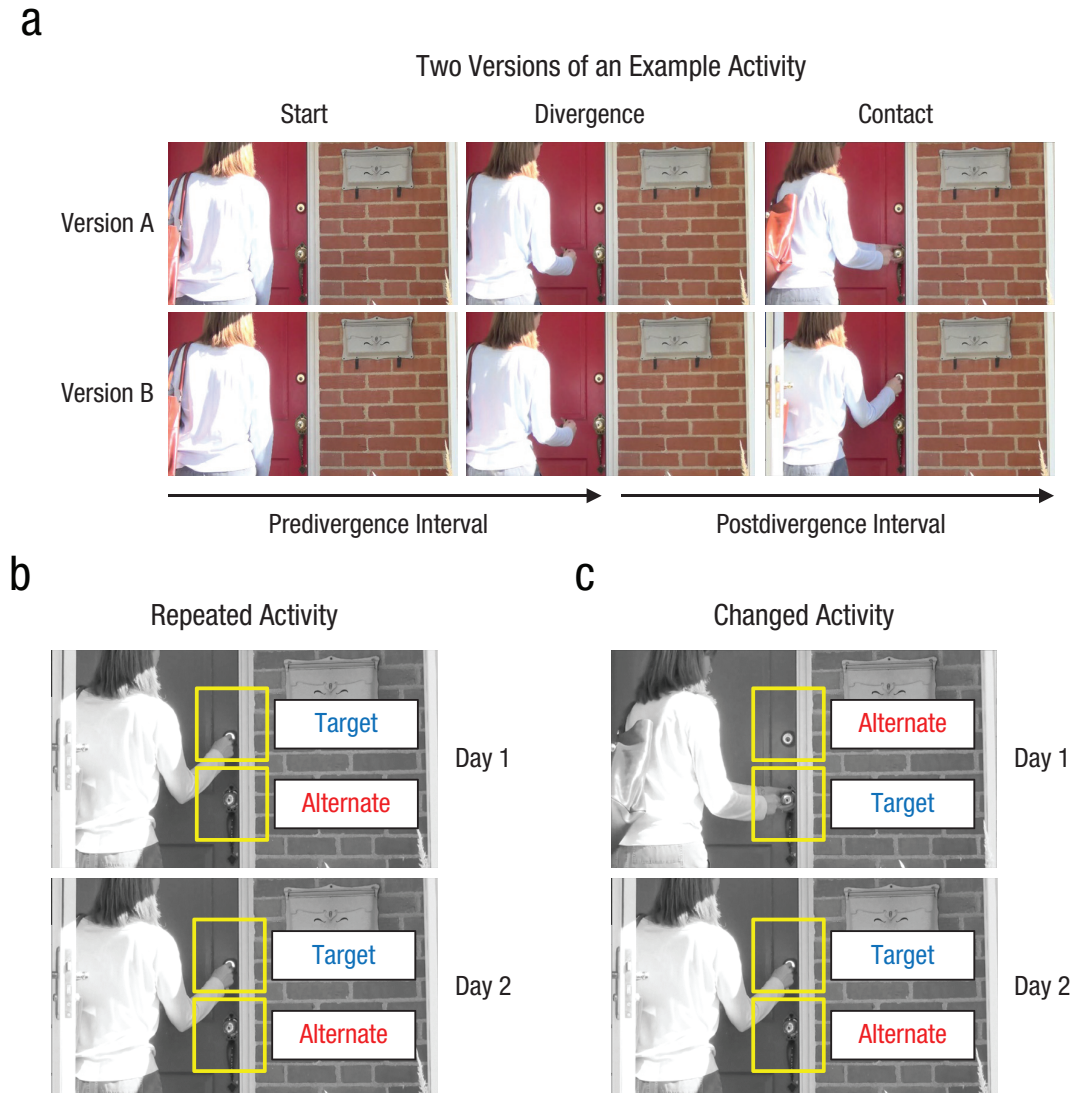 a
Two Versions of an Example Activity
Start Divergence Contact
Version A
Version B
Predivergence Interval Postdivergence Interval
b
Repeated Activity
Target
Alternate
Day 1
Target
Alternate
Day 2
c
Changed Activity
Alternate
Target
Day 1
Target
Alternate
Day 2